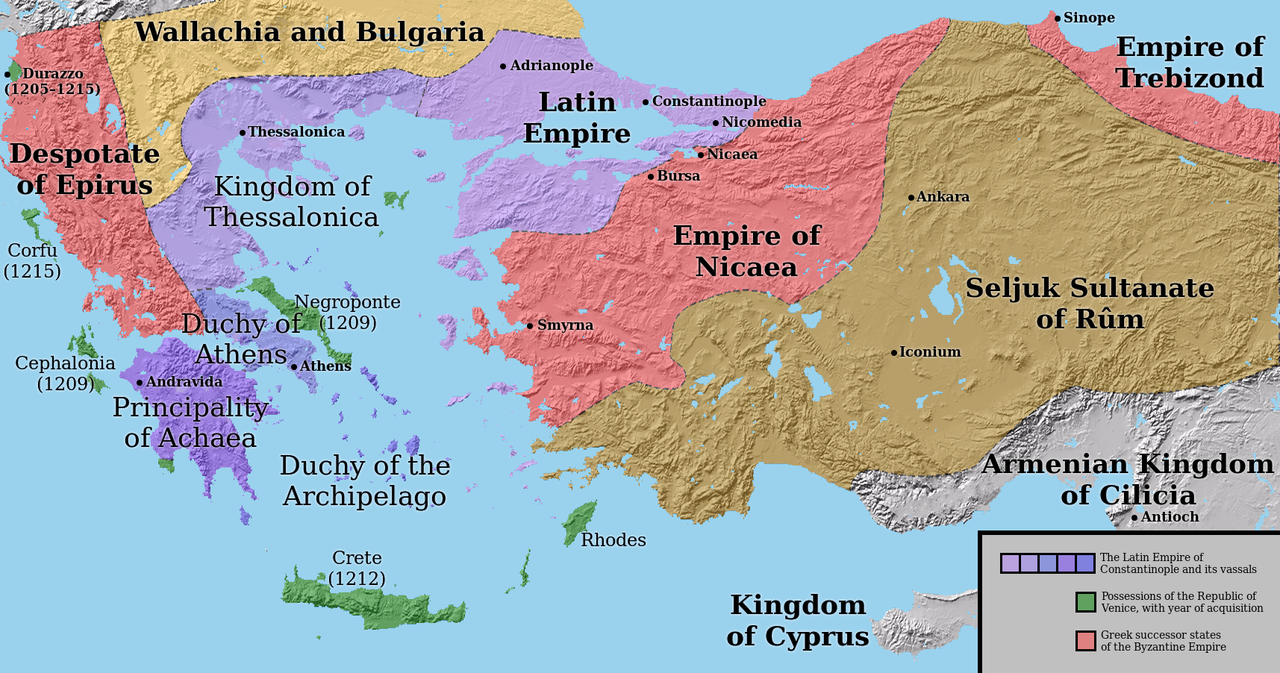 Wallachia and Bulgaria
Sinope
Empire of
Trebizond
Durazzo
(1205–1215)
Adrianople
Latin
Empire
Constantinople
Nicomedia
Thessalonica
Nicaea
Bursa
Despotate
of Epirus
Kingdom of
Thessalonica
Ankara
Corfu
(1215)
Empire of
Nicaea
Seljuk Sultanate
of Rûm
Negroponte
(1209)
Duchy of
Athens
Smyrna
Iconium
Cephalonia
(1209)
Athens
Andravida
Principality
of Achaea
Duchy of the
Archipelago
Armenian Kingdom
of Cilicia
Antioch
Rhodes
Crete
(1212)
Kingdom
of Cyprus
The Latin Empire of
Constantinople and its vassals
Possessions of the Republic of
Venice, with year of acquisition
Greek successor states
of the Byzantine Empire